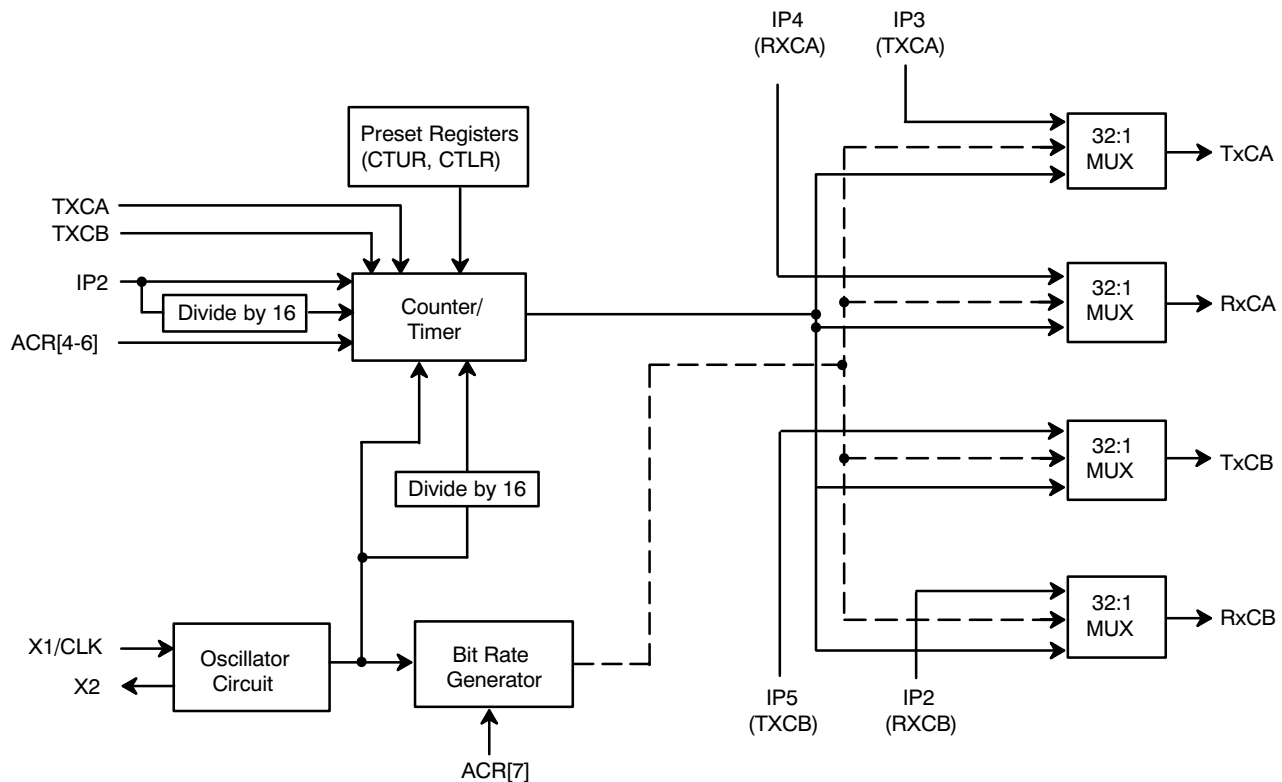 IP4
(RXCA)
IP3
(TXCA)
Preset Registers
(CTUR, CTLR)
32:1
MUX
TxCA
TXCA
TXCB
IP2
Divide by 16
ACR[4-6]
Counter/
Timer
32:1
MUX
RxCA
32:1
MUX
TxCB
Divide by 16
X1/CLK
X2
Oscillator
Circuit
Bit Rate
Generator
32:1
MUX
RxCB
IP5
(TXCB)
IP2
(RXCB)
ACR[7]